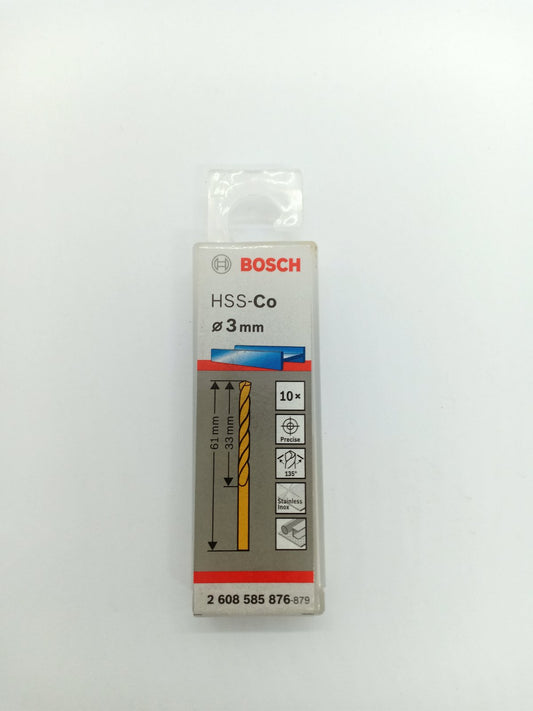 BOSCH
HSS-Co
ø 3 mm
61 mm
33 mm
10×
Precise
135°
Stainless
Inox
2 608 585 876-879